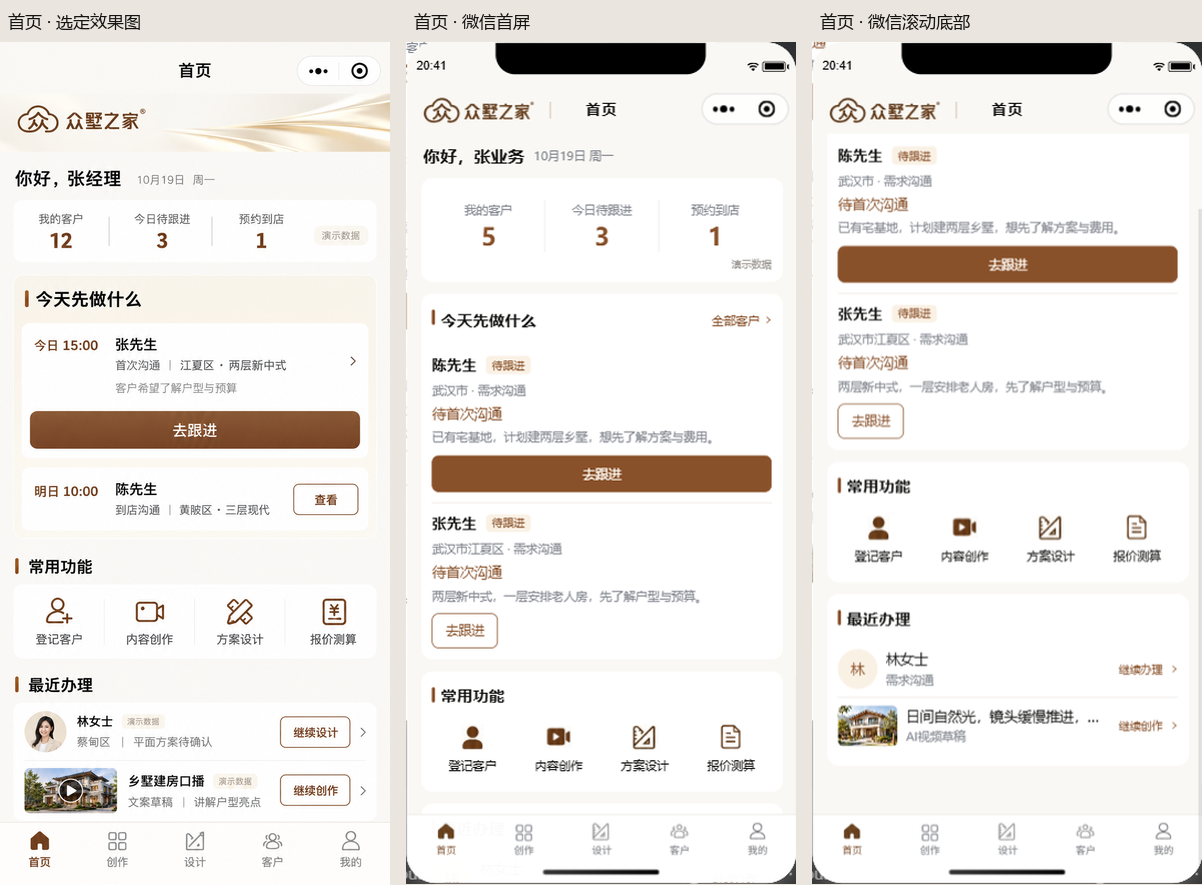 首页 · 选定效果图
首页
众墅之家®
你好，张经理 10月19日 周一
我的客户 今日待跟进 预约到店
12 3 1 演示数据
今天先做什么
今日 15:00 张先生
首次沟通 | 江夏区 · 两层新中式
客户希望了解户型与预算
去跟进
明日 10:00 陈先生
到店沟通 | 黄陂区 · 三层现代
查看
常用功能
登记客户 内容创作 方案设计 报价测算
最近办理
林女士 演示数据
蔡甸区 | 平面方案待确认
继续设计
乡墅建房口播 演示数据
文案草稿 | 讲解户型亮点
继续创作
首页 创作 设计 客户 我的
首页 · 微信首屏
20:41
众墅之家® 首页
你好，张业务 10月19日 周一
我的客户 今日待跟进 预约到店
5 3 1
演示数据
今天先做什么 全部客户
陈先生 待跟进
武汉市 · 需求沟通
待首次沟通
已有宅基地，计划建两层乡墅，想先了解方案与费用。
去跟进
张先生 待跟进
武汉市江夏区 · 需求沟通
待首次沟通
两层新中式，一层安排老人房，先了解户型与预算。
去跟进
常用功能
登记客户 内容创作 方案设计 报价测算
首页 创作 设计 客户 我的
首页 · 微信滚动底部
20:41
众墅之家® 首页
陈先生 待跟进
武汉市 · 需求沟通
待首次沟通
已有宅基地，计划建两层乡墅，想先了解方案与费用。
去跟进
张先生 待跟进
武汉市江夏区 · 需求沟通
待首次沟通
两层新中式，一层安排老人房，先了解户型与预算。
去跟进
常用功能
登记客户 内容创作 方案设计 报价测算
最近办理
林 林女士
需求沟通
继续办理
日间自然光，镜头缓慢推进，...
AI视频草稿
继续创作
首页 创作 设计 客户 我的